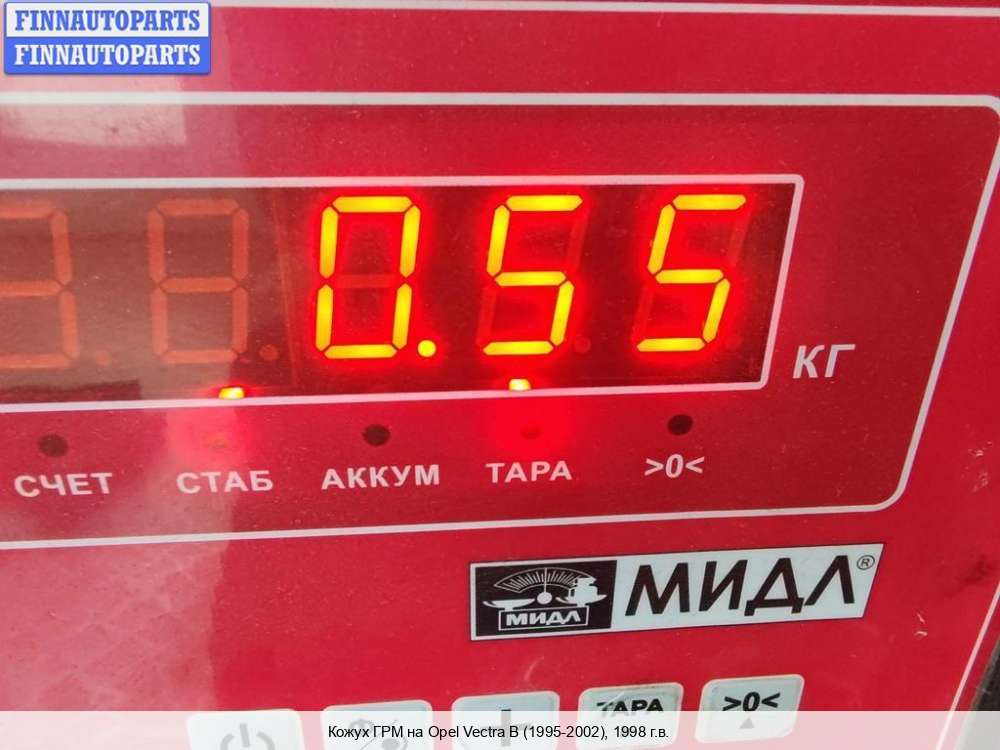 FINNAUTOPARTS
FINNAUTOPARTS
0.55
КГ
СЧЕТ СТАБ АККУМ ТАРА >0<
МИДЛ МИДЛ®
ТАРА >0<
Кожух ГРМ на Opel Vectra B (1995-2002), 1998 г.в.